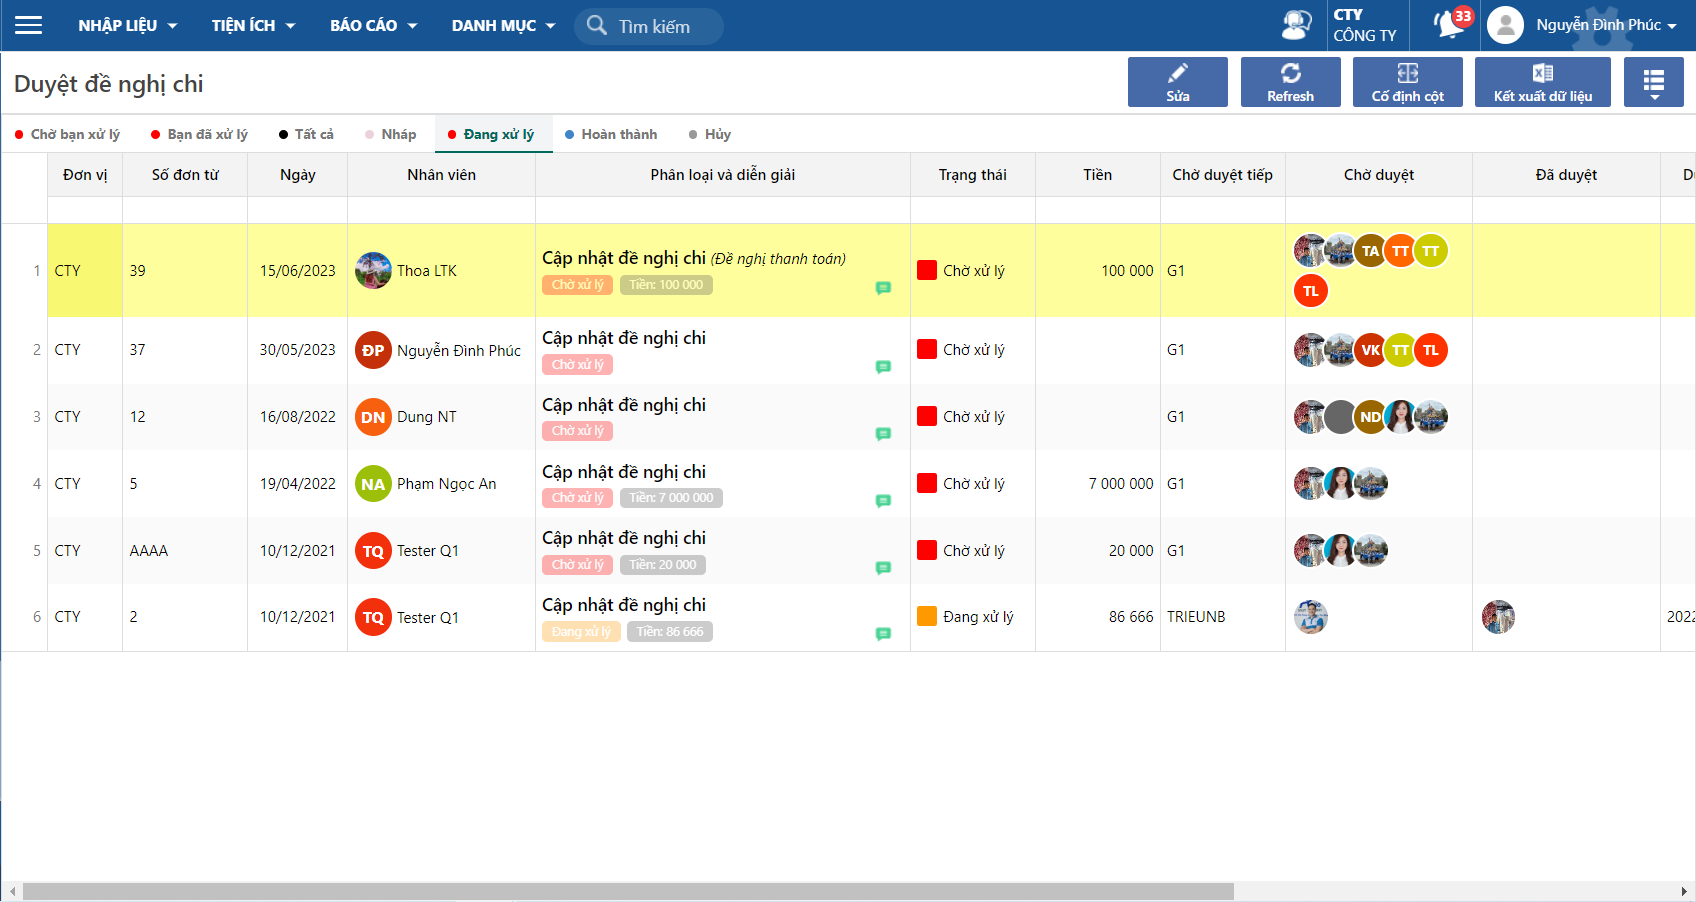 NHẬP LIỆU TIỆN ÍCH BÁO CÁO DANH MỤC Tìm kiếm CTY CÔNG TY 33 Nguyễn Đình Phúc
Duyệt đề nghị chi Sửa Refresh Cố định cột Kết xuất dữ liệu
Chờ bạn xử lý Bạn đã xử lý Tất cả Nháp Đang xử lý Hoàn thành Hủy
Đơn vị Số đơn từ Ngày Nhân viên Phân loại và diễn giải Trạng thái Tiền Chờ duyệt tiếp Chờ duyệt Đã duyệt
1 CTY 39 15/06/2023 Thoa LTK Cập nhật đề nghị chi (Đề nghị thanh toán) Chờ xử lý 100 000 G1 TA TT TT
Chờ xử lý Tiền: 100 000 TL
2 CTY 37 30/05/2023 ĐP Nguyễn Đình Phúc Cập nhật đề nghị chi Chờ xử lý G1 VK TT TL
Chờ xử lý
3 CTY 12 16/08/2022 DN Dung NT Cập nhật đề nghị chi Chờ xử lý G1 ND
Chờ xử lý
4 CTY 5 19/04/2022 NA Phạm Ngọc An Cập nhật đề nghị chi Chờ xử lý 7 000 000 G1
Chờ xử lý Tiền: 7 000 000
5 CTY AAAA 10/12/2021 TQ Tester Q1 Cập nhật đề nghị chi Chờ xử lý 20 000 G1
Chờ xử lý Tiền: 20 000
6 CTY 2 10/12/2021 TQ Tester Q1 Cập nhật đề nghị chi Đang xử lý 86 666 TRIEUNB 2022
Đang xử lý Tiền: 86 666